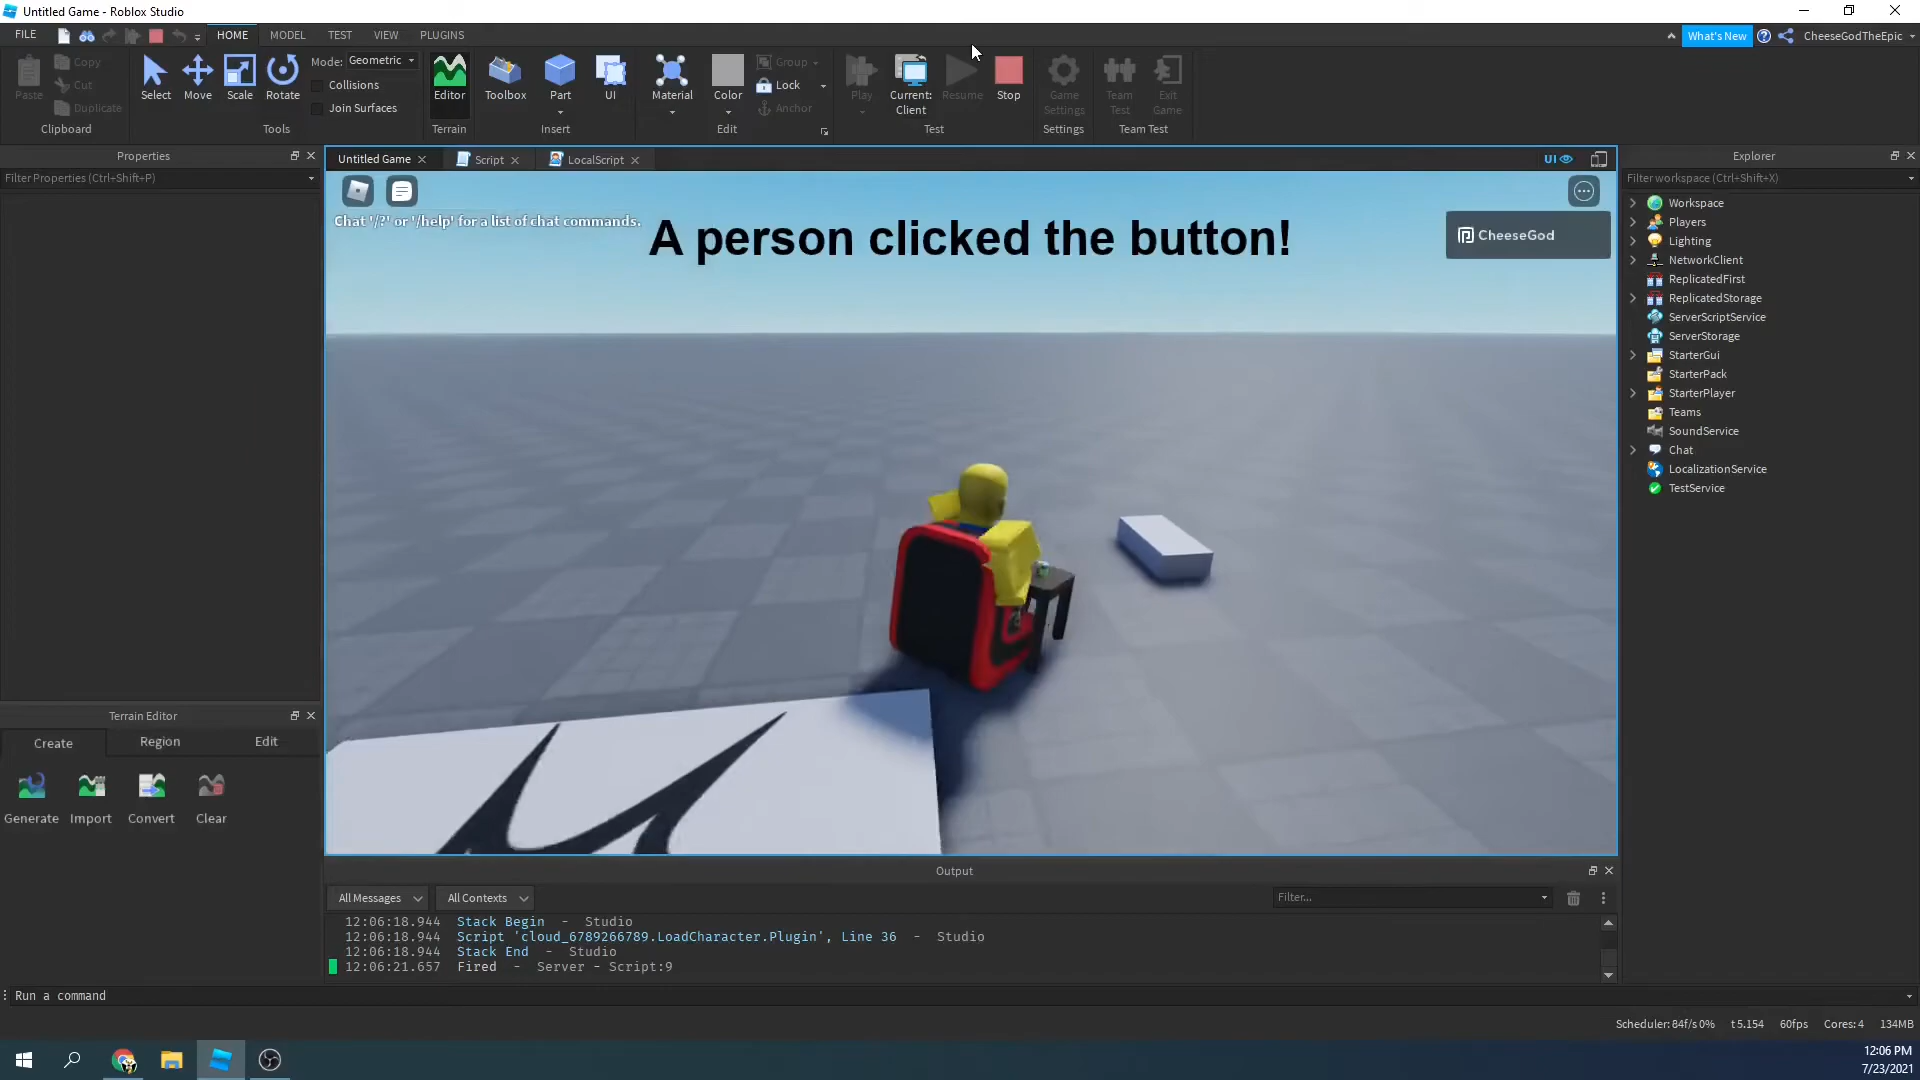 Untitled Game - Roblox Studio
FILE
HOME
MODEL
TEST
VIEW
PLUGINS
What's New
CheeseGodTheEpic
Paste
Copy
Cut
Duplicate
Clipboard
Select
Move
Scale
Rotate
Mode: Geometric
Collisions
Join Surfaces
Tools
Editor
Terrain
Toolbox
Part
UI
Insert
Material
Color
Group
Lock
Anchor
Edit
Play
Current: Client
Resume
Stop
Test
Game Settings
Settings
Team Test
Exit Game
Team Test
Properties
Filter Properties (Ctrl+Shift+P)
Untitled Game
Script
LocalScript
UI
Chat '/?' or '/help' for a list of chat commands.
A person clicked the button!
CheeseGod
Explorer
Filter workspace (Ctrl+Shift+X)
Workspace
Players
Lighting
NetworkClient
ReplicatedFirst
ReplicatedStorage
ServerScriptService
ServerStorage
StarterGui
StarterPack
StarterPlayer
Teams
SoundService
Chat
LocalizationService
TestService
Terrain Editor
Create
Region
Edit
Generate
Import
Convert
Clear
Output
All Messages
All Contexts
Filter...
12:06:18.944 Stack Begin - Studio
12:06:18.944 Script 'cloud_6789266789.LoadCharacter.Plugin', Line 36 - Studio
12:06:18.944 Stack End - Studio
12:06:21.657 Fired - Server - Script:9
Run a command
Scheduler: 84f/s 0%
t 5.154
60fps
Cores: 4
134MB
12:06 PM
7/23/2021